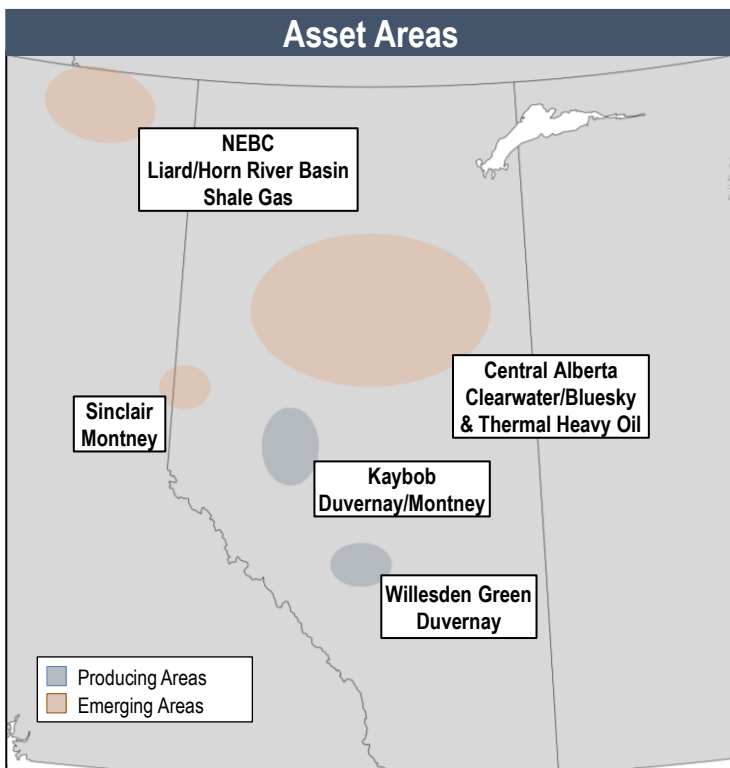 Asset Areas
NEBC
Liard/Horn River Basin
Shale Gas
Central Alberta
Clearwater/Bluesky
& Thermal Heavy Oil
Sinclair
Montney
Kaybob
Duvernay/Montney
Willesden Green
Duvernay
Producing Areas
Emerging Areas